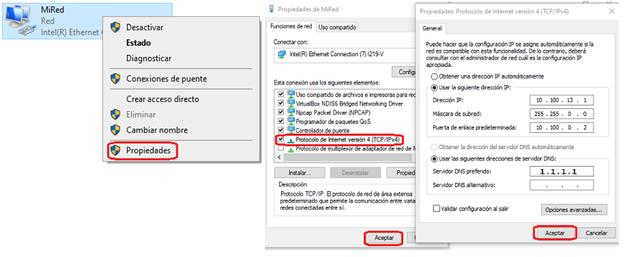 MiRed
Red
Intel(R) Ethernet Co
Desactivar
Estado
Diagnosticar
Conexiones de puente
Crear acceso directo
Eliminar
Cambiar nombre
Propiedades
Propiedades de MiRed
Funciones de red Uso compartido
Conectar con:
Intel(R) Ethernet Connection (7) I219-V
Config
Esta conexión usa los siguientes elementos:
Uso compartido de archivos e impresoras para red
VirtualBox NDIS6 Bridged Networking Driver
Npcap Packet Driver (NPCAP)
Programador de paquetes QoS
Controlador de puente
Protocolo de Internet versión 4 (TCP/IPv4)
Protocolo de multiplexor de adaptador de red de M
Instalar... Desinstalar Propied
Descripción
Protocolo TCP/IP. El protocolo de red de área extensa
predeterminado que permite la comunicación entre varia
redes conectadas entre sí.
Aceptar
Propiedades: Protocolo de Internet versión 4 (TCP/IPv4)
General
Puede hacer que la configuración IP se asigne automáticamente si la
red es compatible con esta funcionalidad. De lo contrario, deberá
consultar con el administrador de red cuál es la configuración IP
apropiada.
Obtener una dirección IP automáticamente
Usar la siguiente dirección IP:
Dirección IP: 10 . 100 . 13 . 1
Máscara de subred: 255 . 255 . 0 . 0
Puerta de enlace predeterminada: 10 . 100 . 0 . 2
Obtener la dirección del servidor DNS automáticamente
Usar las siguientes direcciones de servidor DNS:
Servidor DNS preferido: 1 . 1 . 1 . 1
Servidor DNS alternativo: . . .
Validar configuración al salir Opciones avanzadas...
Aceptar Cancelar